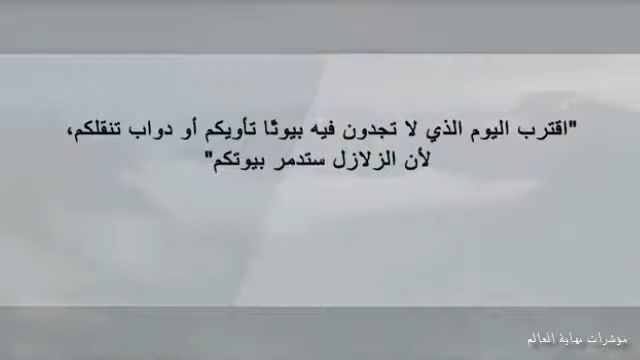 "اقترب اليوم الذي لا تجدون فيه بيوتًا تأويكم أو دواب تنقلكم،
لأن الزلازل ستدمر بيوتكم"
مؤشرات نهاية العالم